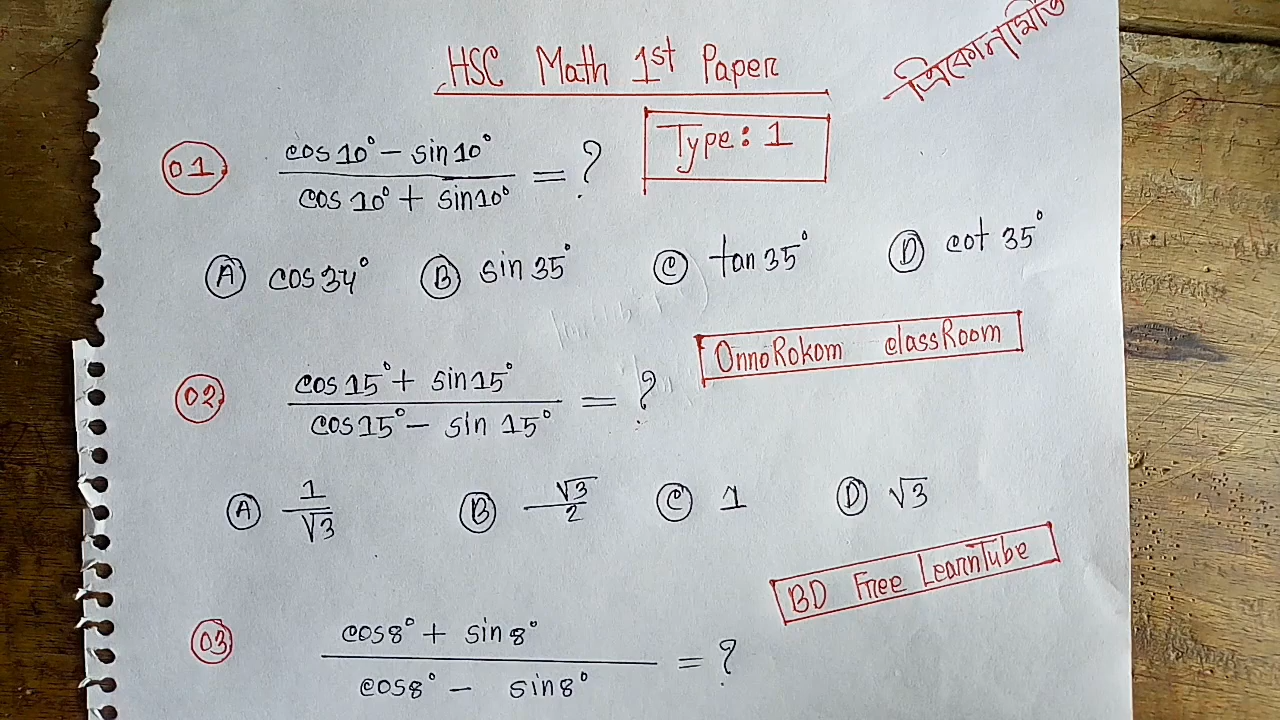 HSC Math 1st Paper
ত্রিকোনমিতি
Type: 1
01. (cos 10° − sin 10°) / (cos 10° + sin 10°) = ?
A cos 34° B sin 35° C tan 35° D cot 35°
OnnoRokom classRoom
02. (cos 15° + sin 15°) / (cos 15° − sin 15°) = ?
A 1/√3 B √3/2 C 1 D √3
BD Free LearnTube
03 (cos 8° + sin 8°) / (cos 8° − sin 8°) = ?